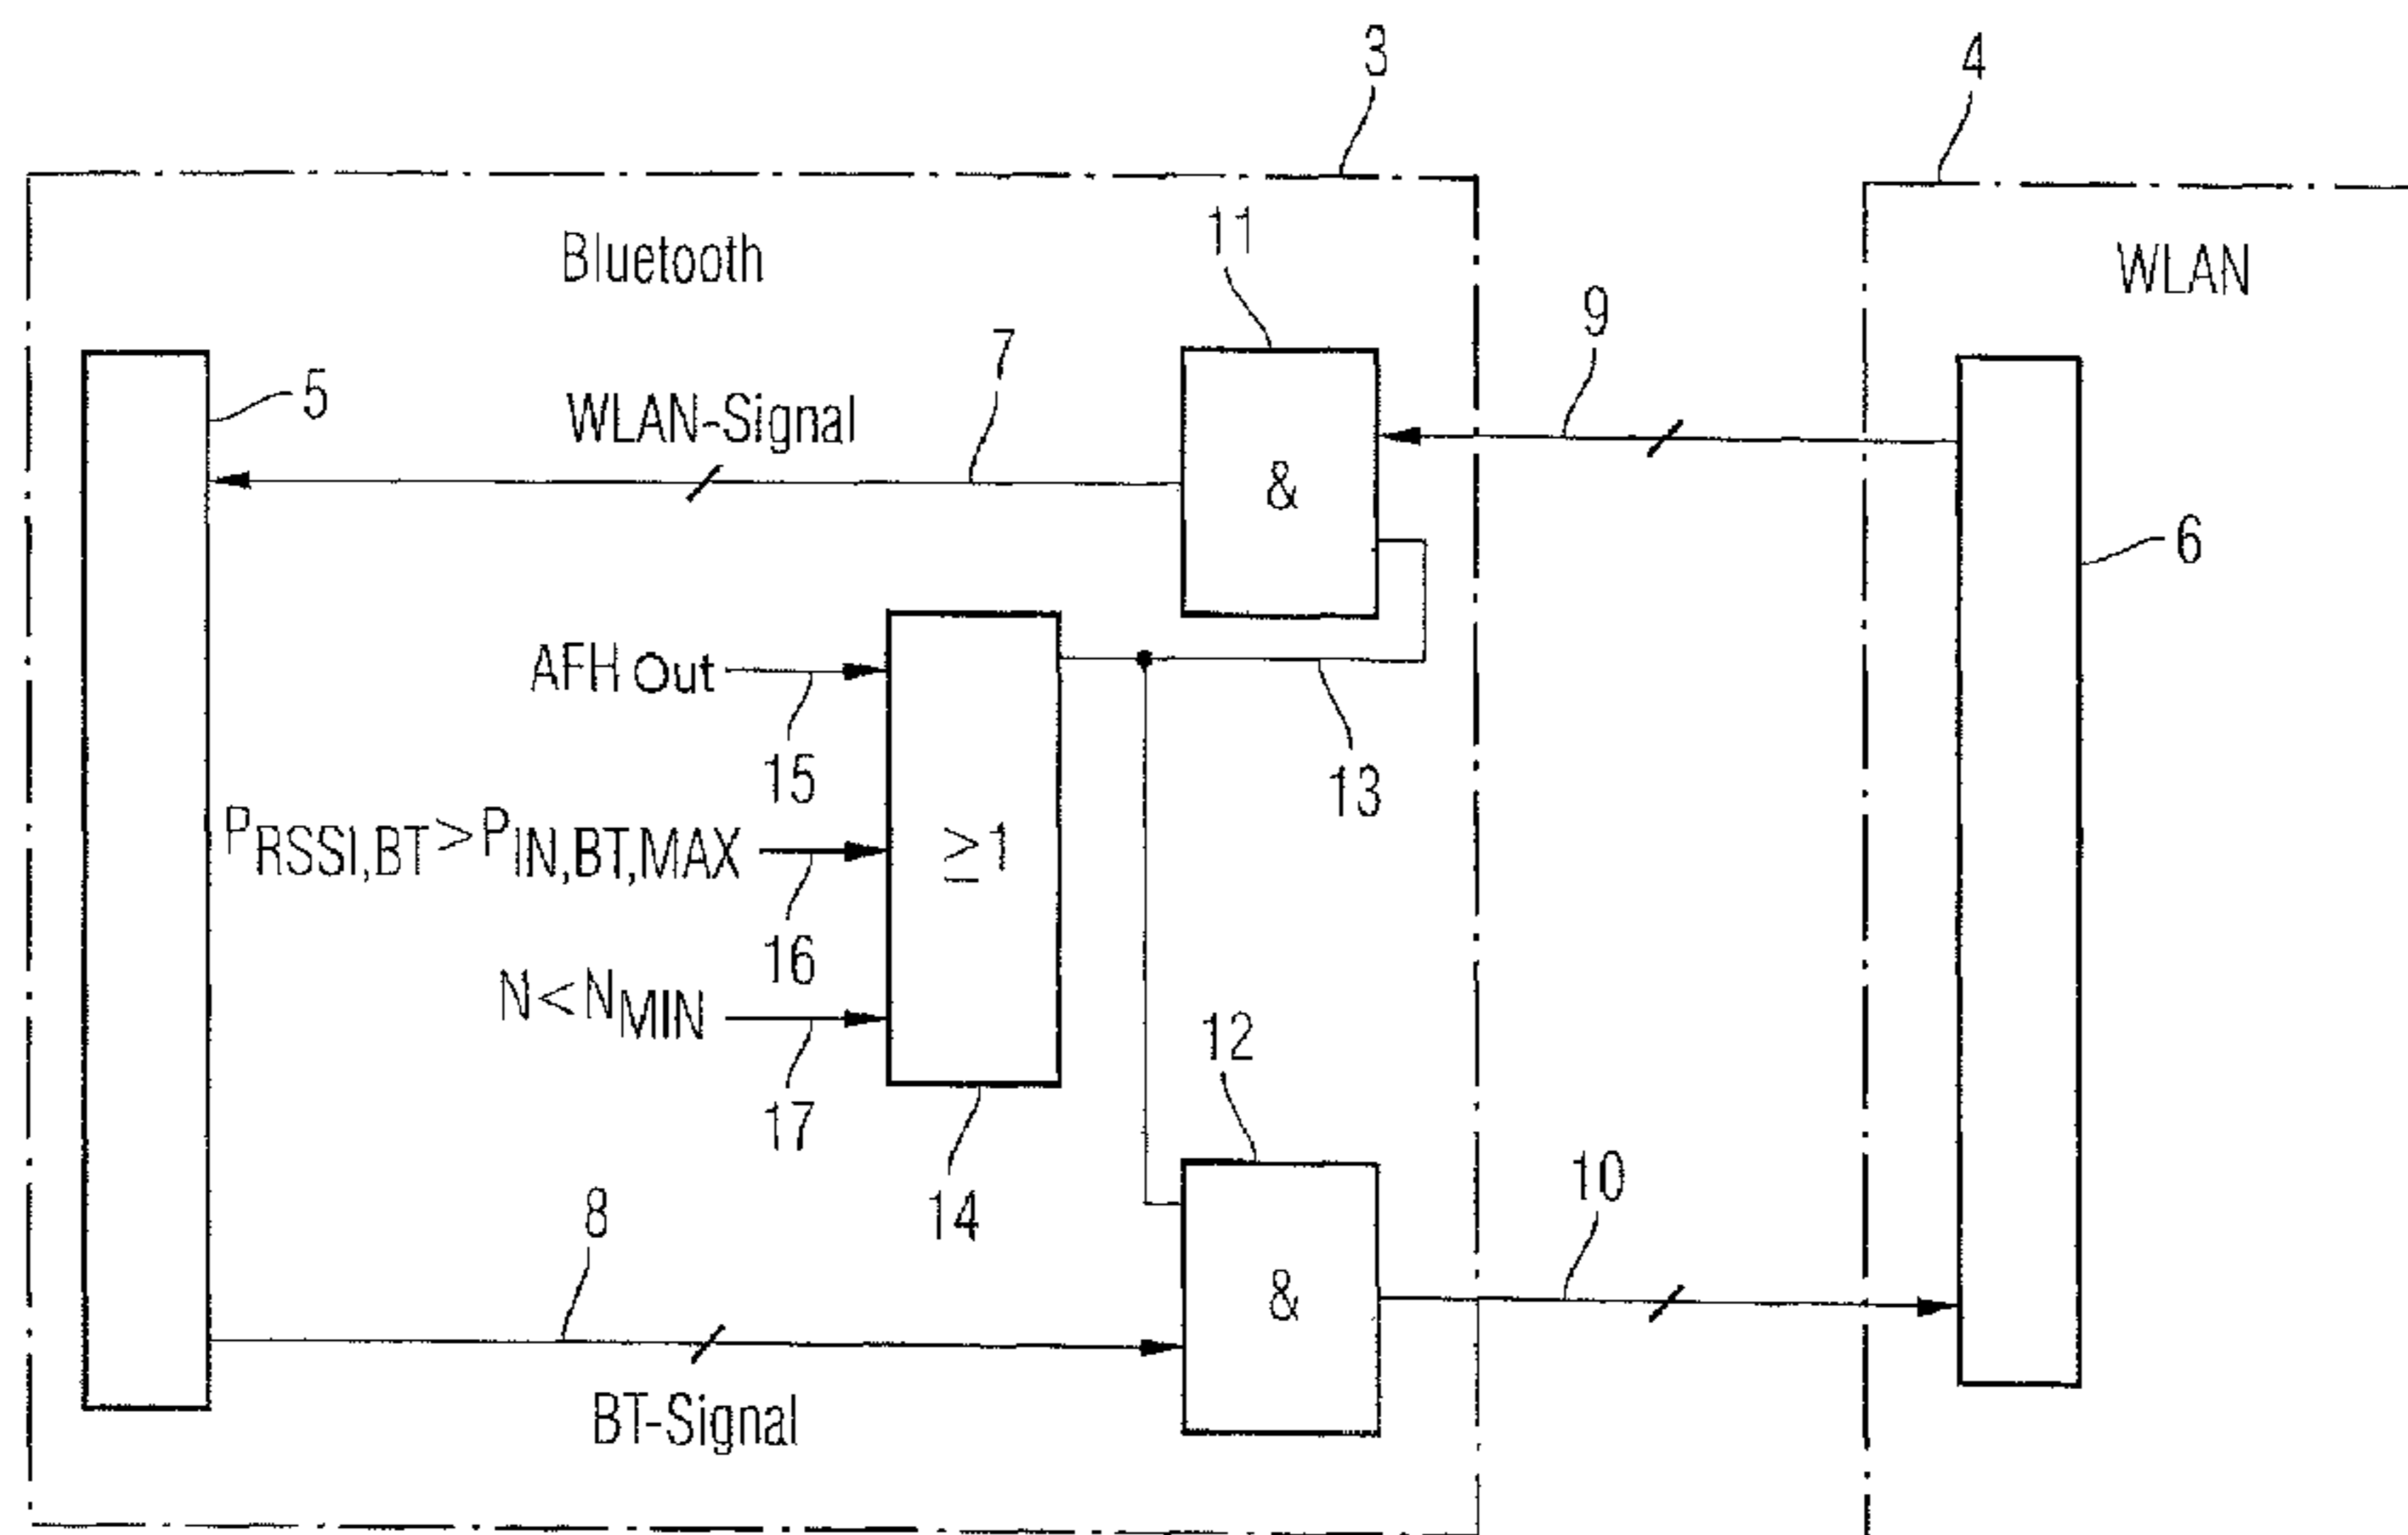 3
4
Bluetooth
11
WLAN
9
7
5
WLAN-Signal
&
6
AFH Out
15
13
P_RSSI,BT > P_IN,BT,MAX
≥1
16
N < N_MIN
12
17
14
10
8
&
BT-Signal